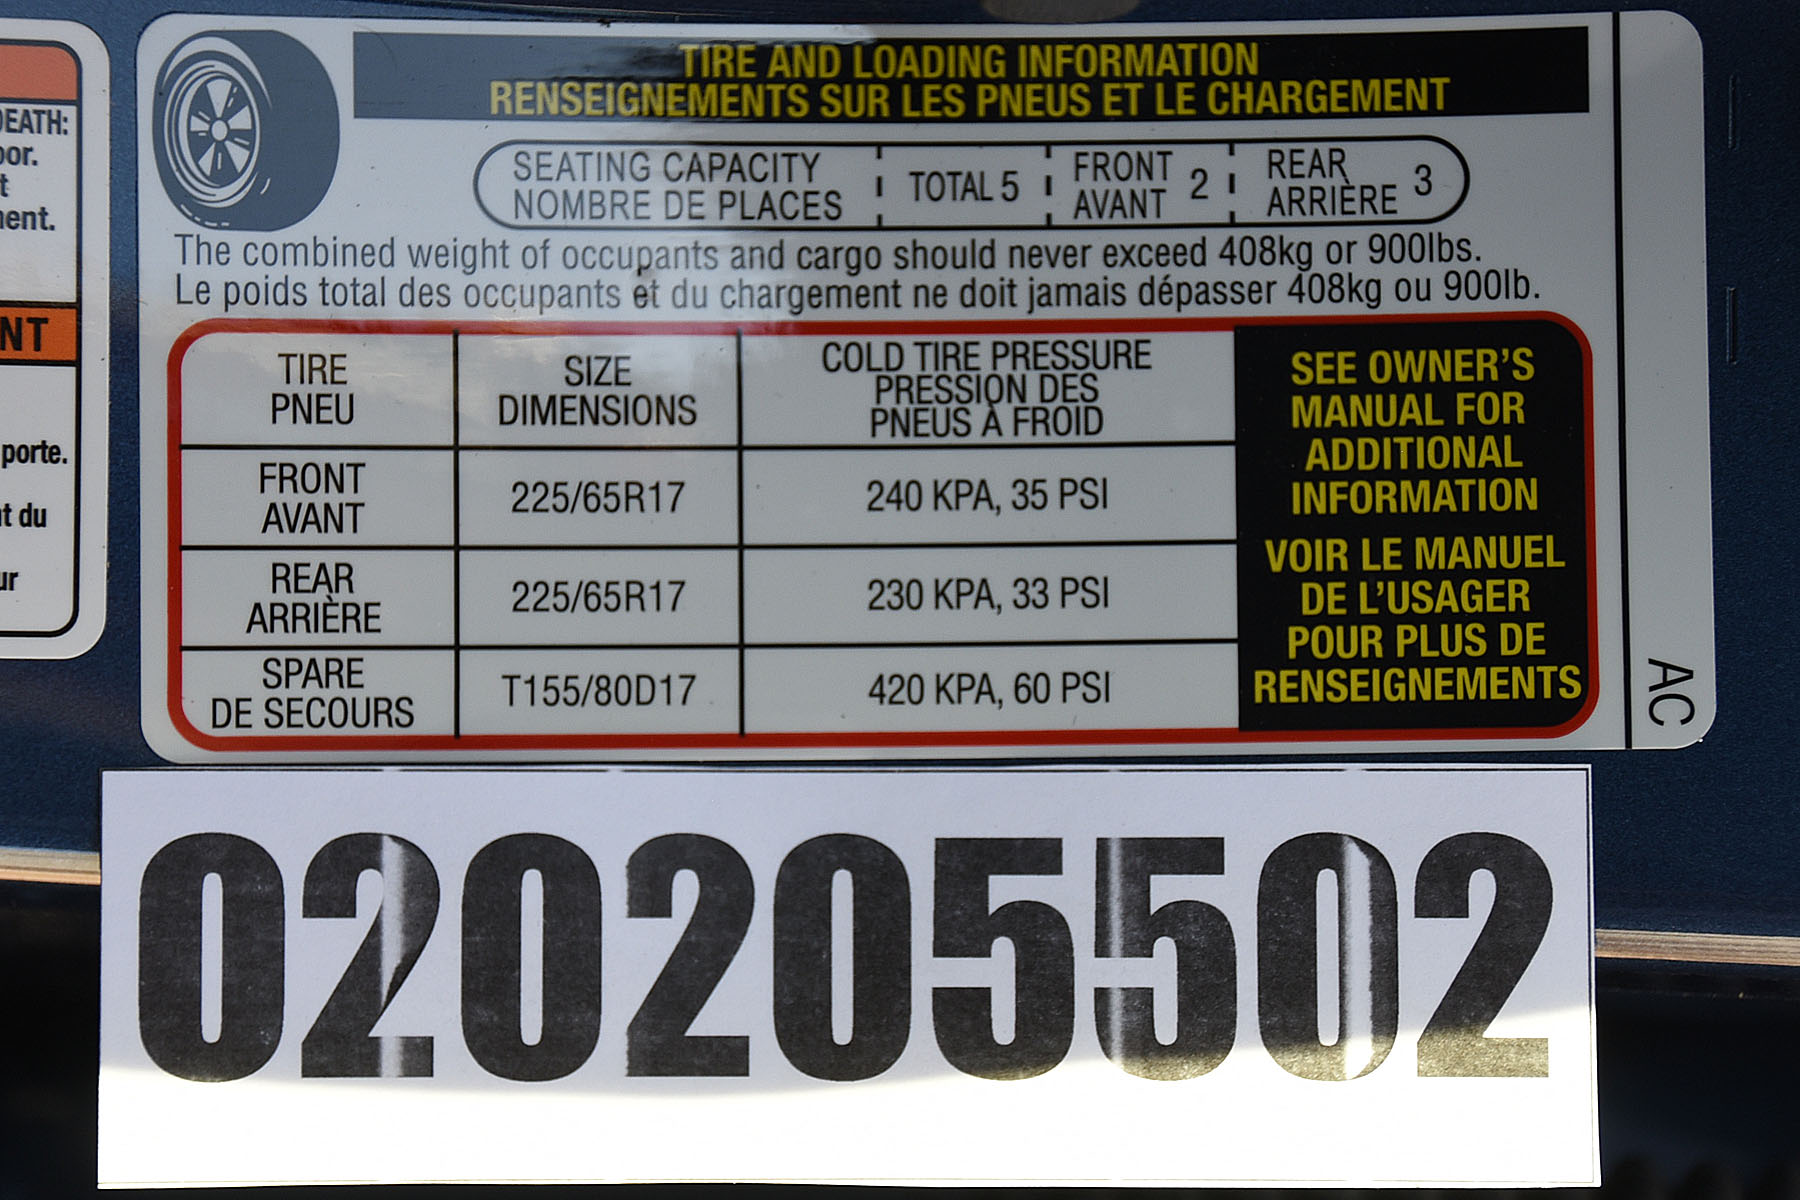 DEATH:
ent.
NT
porte.
t du
TIRE AND LOADING INFORMATION
RENSEIGNEMENTS SUR LES PNEUS ET LE CHARGEMENT
SEATING CAPACITY
NOMBRE DE PLACES
TOTAL 5
FRONT
AVANT
2
REAR
ARRIÈRE
3
The combined weight of occupants and cargo should never exceed 408kg or 900lbs.
Le poids total des occupants et du chargement ne doit jamais dépasser 408kg ou 900lb.
TIRE
PNEU
SIZE
DIMENSIONS
COLD TIRE PRESSURE
PRESSION DES
PNEUS À FROID
FRONT
AVANT
225/65R17
240 KPA, 35 PSI
REAR
ARRIÈRE
225/65R17
230 KPA, 33 PSI
SPARE
DE SECOURS
T155/80D17
420 KPA, 60 PSI
SEE OWNER'S
MANUAL FOR
ADDITIONAL
INFORMATION
VOIR LE MANUEL
DE L'USAGER
POUR PLUS DE
RENSEIGNEMENTS
AC
020205502